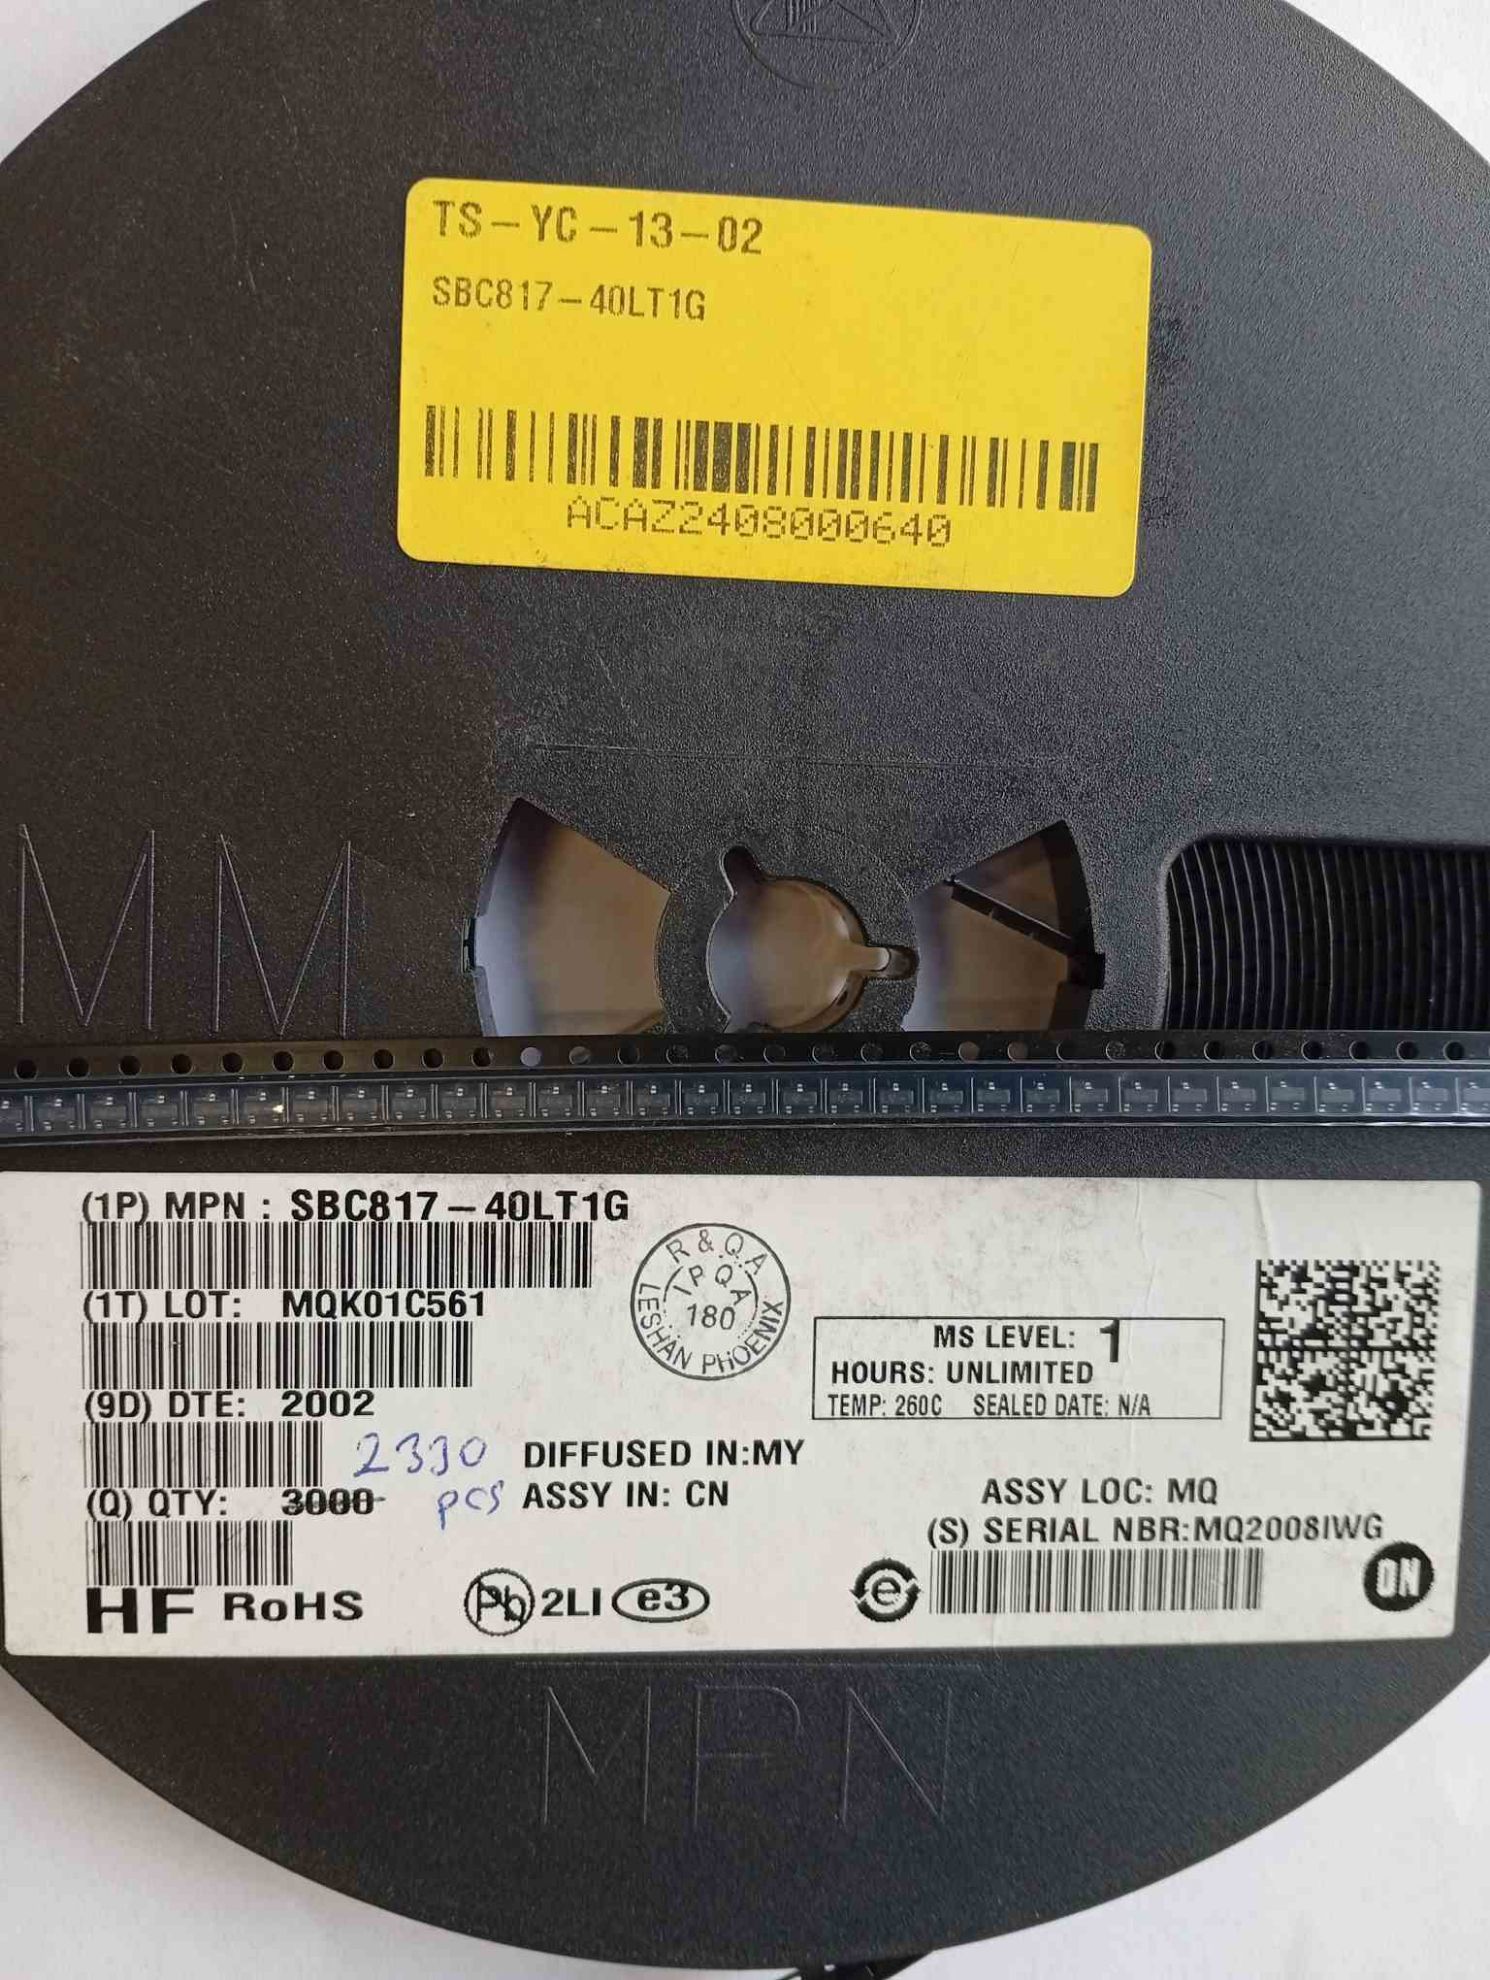 TS-YC-13-02
SBC817-40LT1G
ACAZ2408000640
MM
(1P) MPN : SBC817-40LT1G
(1T) LOT: MQK01C561
(9D) DTE: 2002
2330 pcs
(Q) QTY: 3000
DIFFUSED IN:MY
ASSY IN: CN
HF RoHS
Pb 2LI e3
R & Q.A
IPQA
180
LESHAN PHOENIX
MS LEVEL: 1
HOURS: UNLIMITED
TEMP: 260C SEALED DATE: N/A
ASSY LOC: MQ
(S) SERIAL NBR:MQ2008IWG
e
ON
MPN